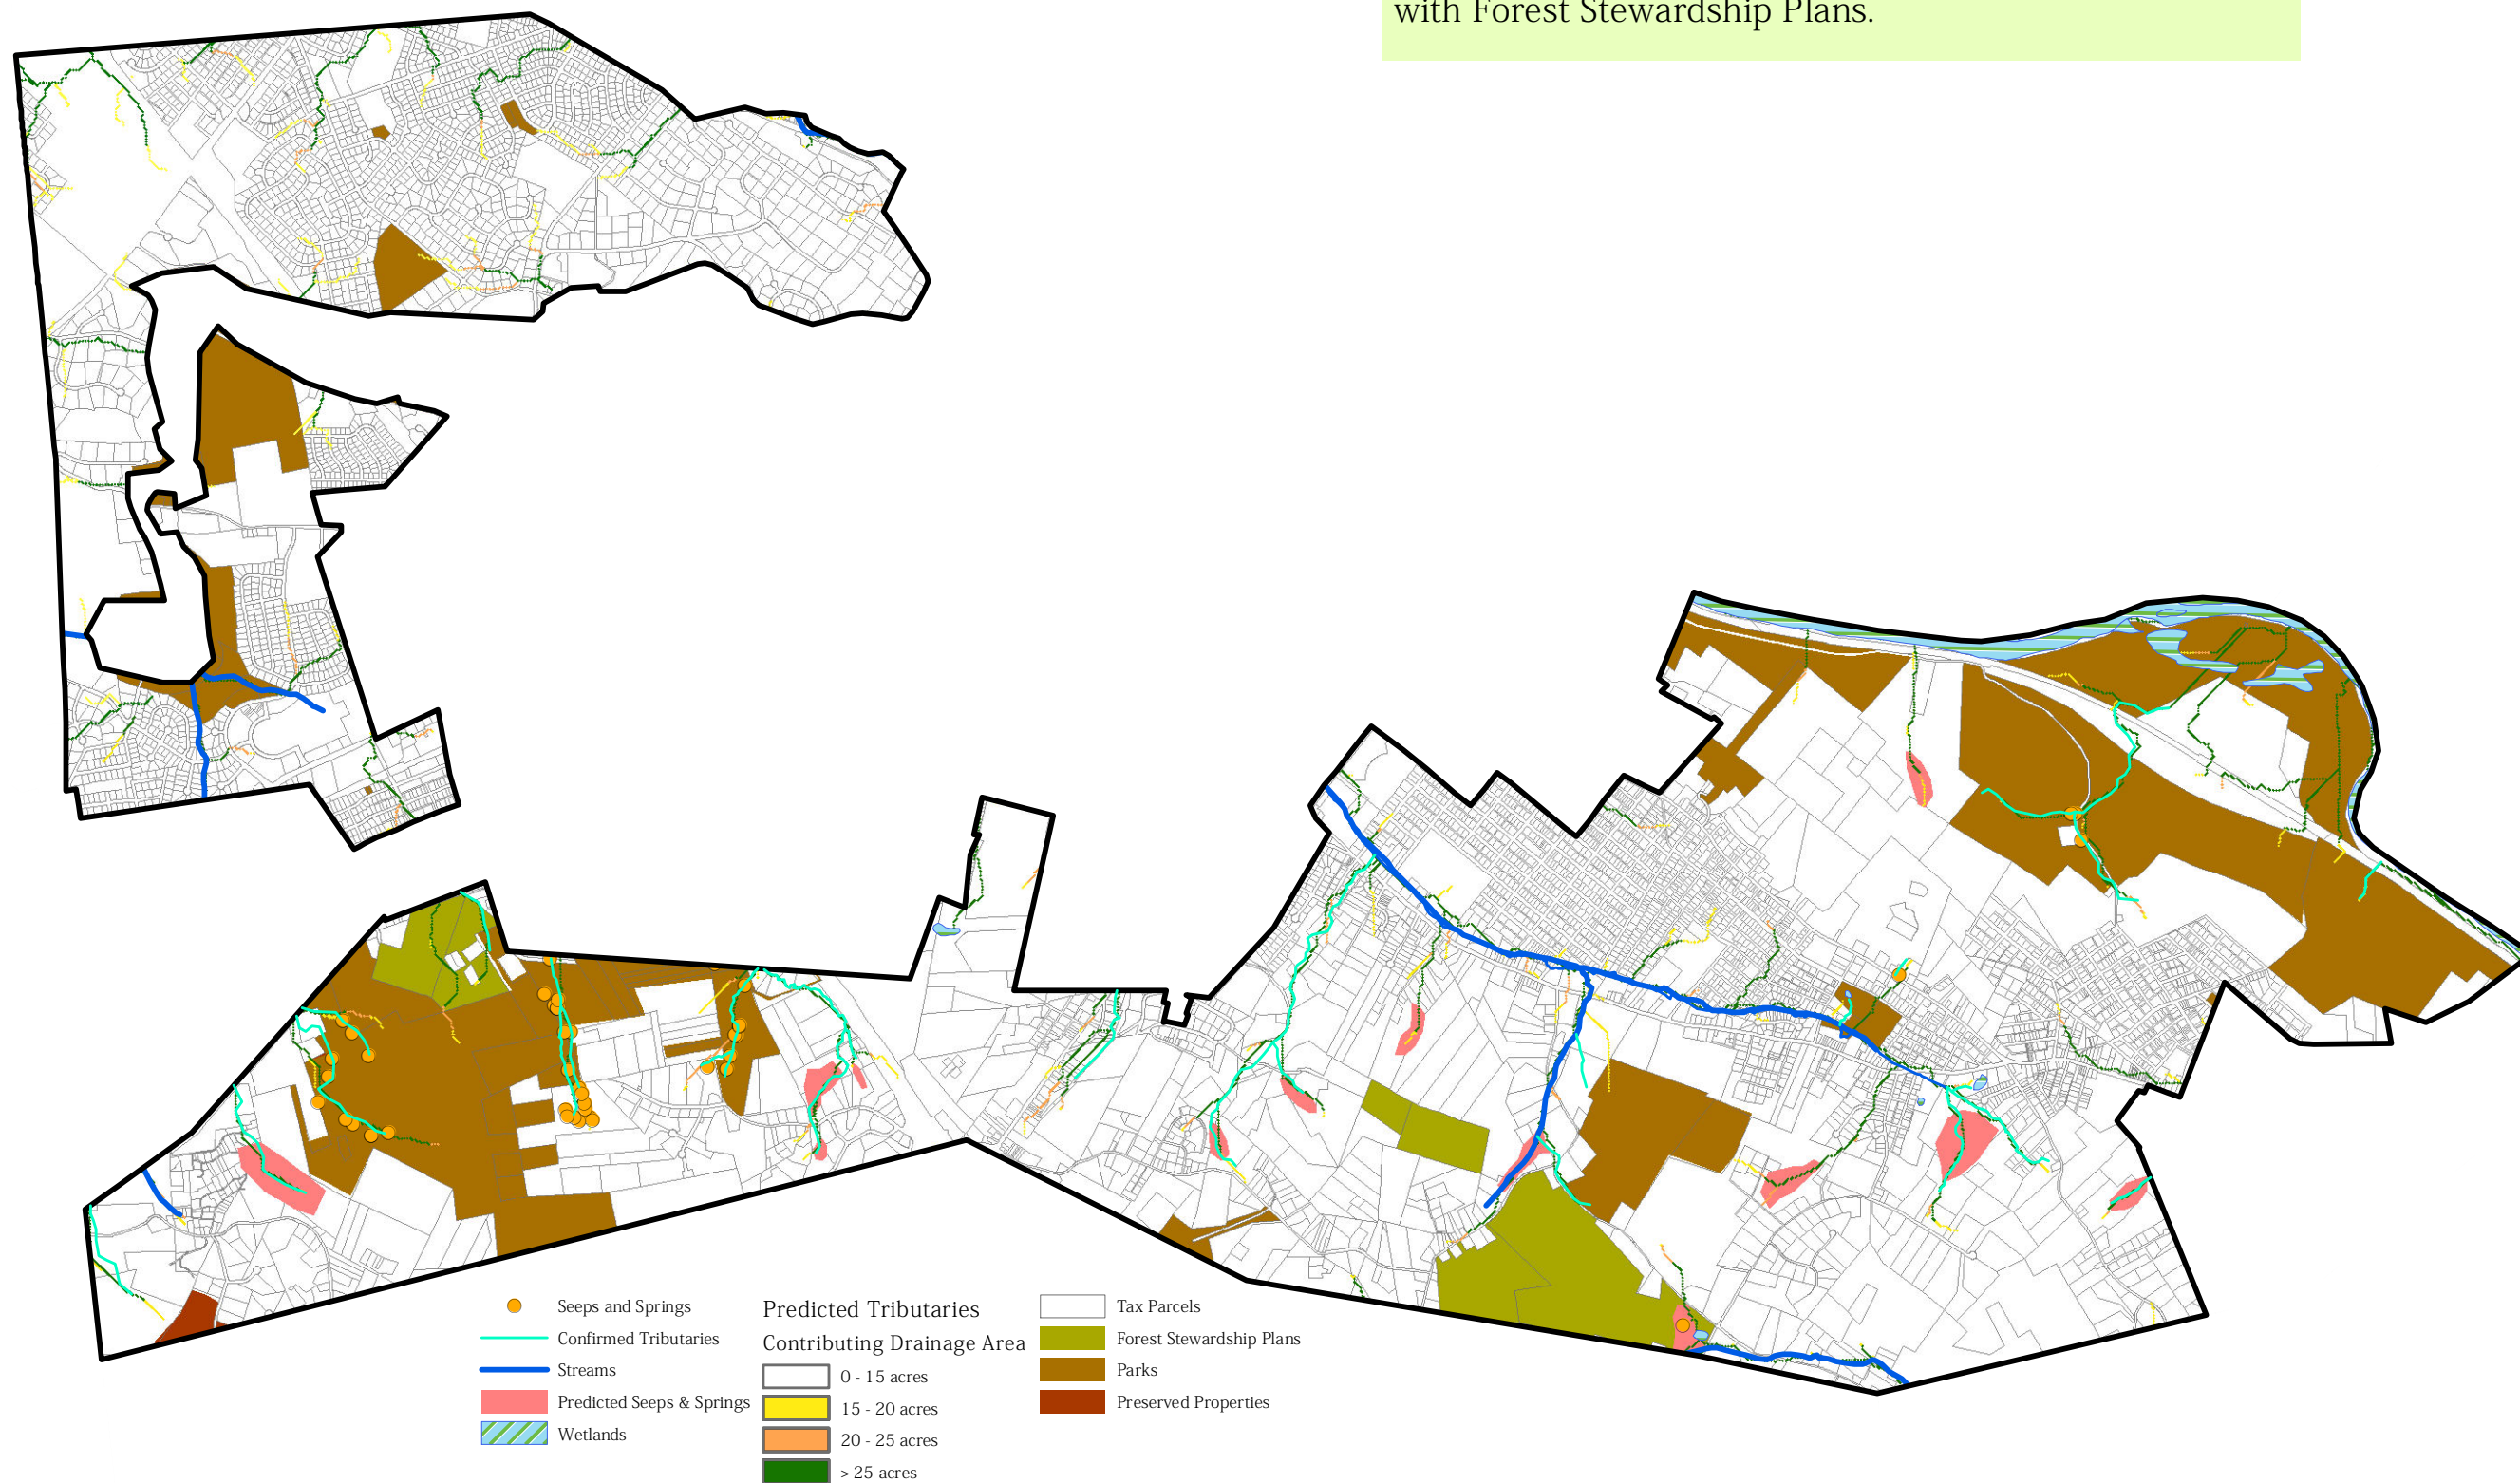 with Forest Stewardship Plans.
Seeps and Springs
Confirmed Tributaries
Streams
Predicted Seeps & Springs
Wetlands
Predicted Tributaries
Contributing Drainage Area
0 - 15 acres
15 - 20 acres
20 - 25 acres
> 25 acres
Tax Parcels
Forest Stewardship Plans
Parks
Preserved Properties